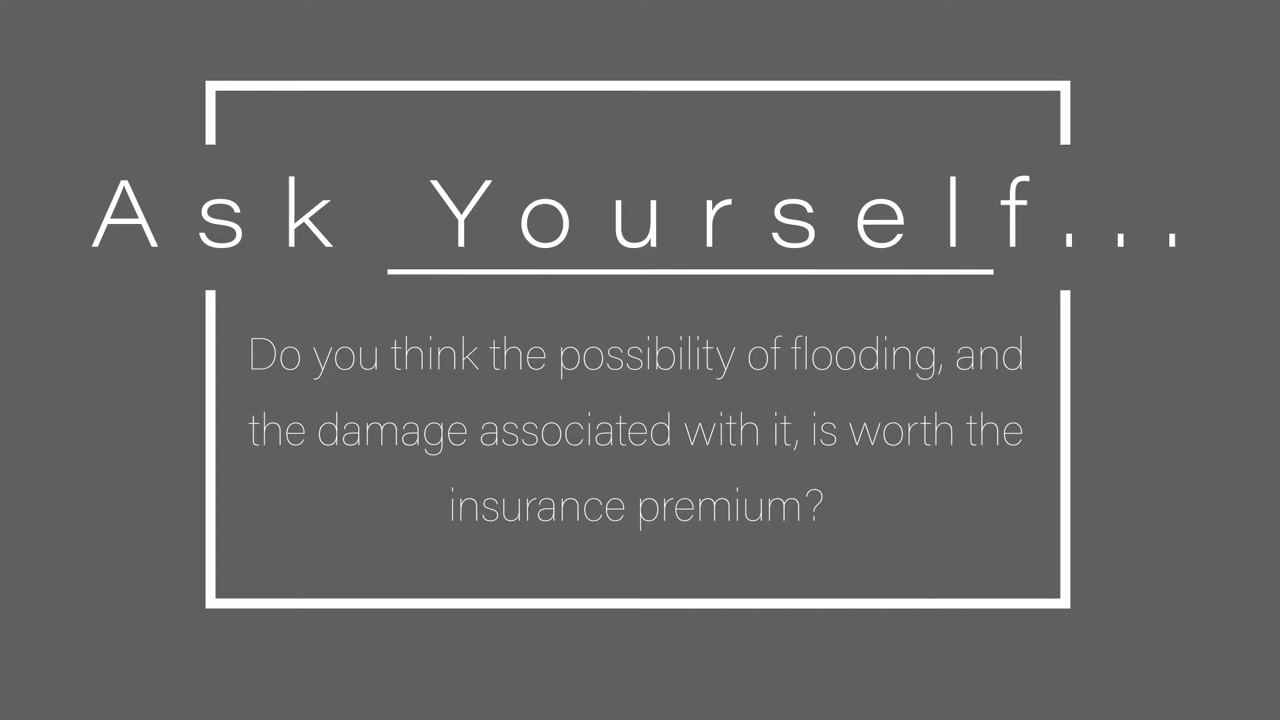 Ask Yourself...
Do you think the possibility of flooding, and
the damage associated with it, is worth the
insurance premium?